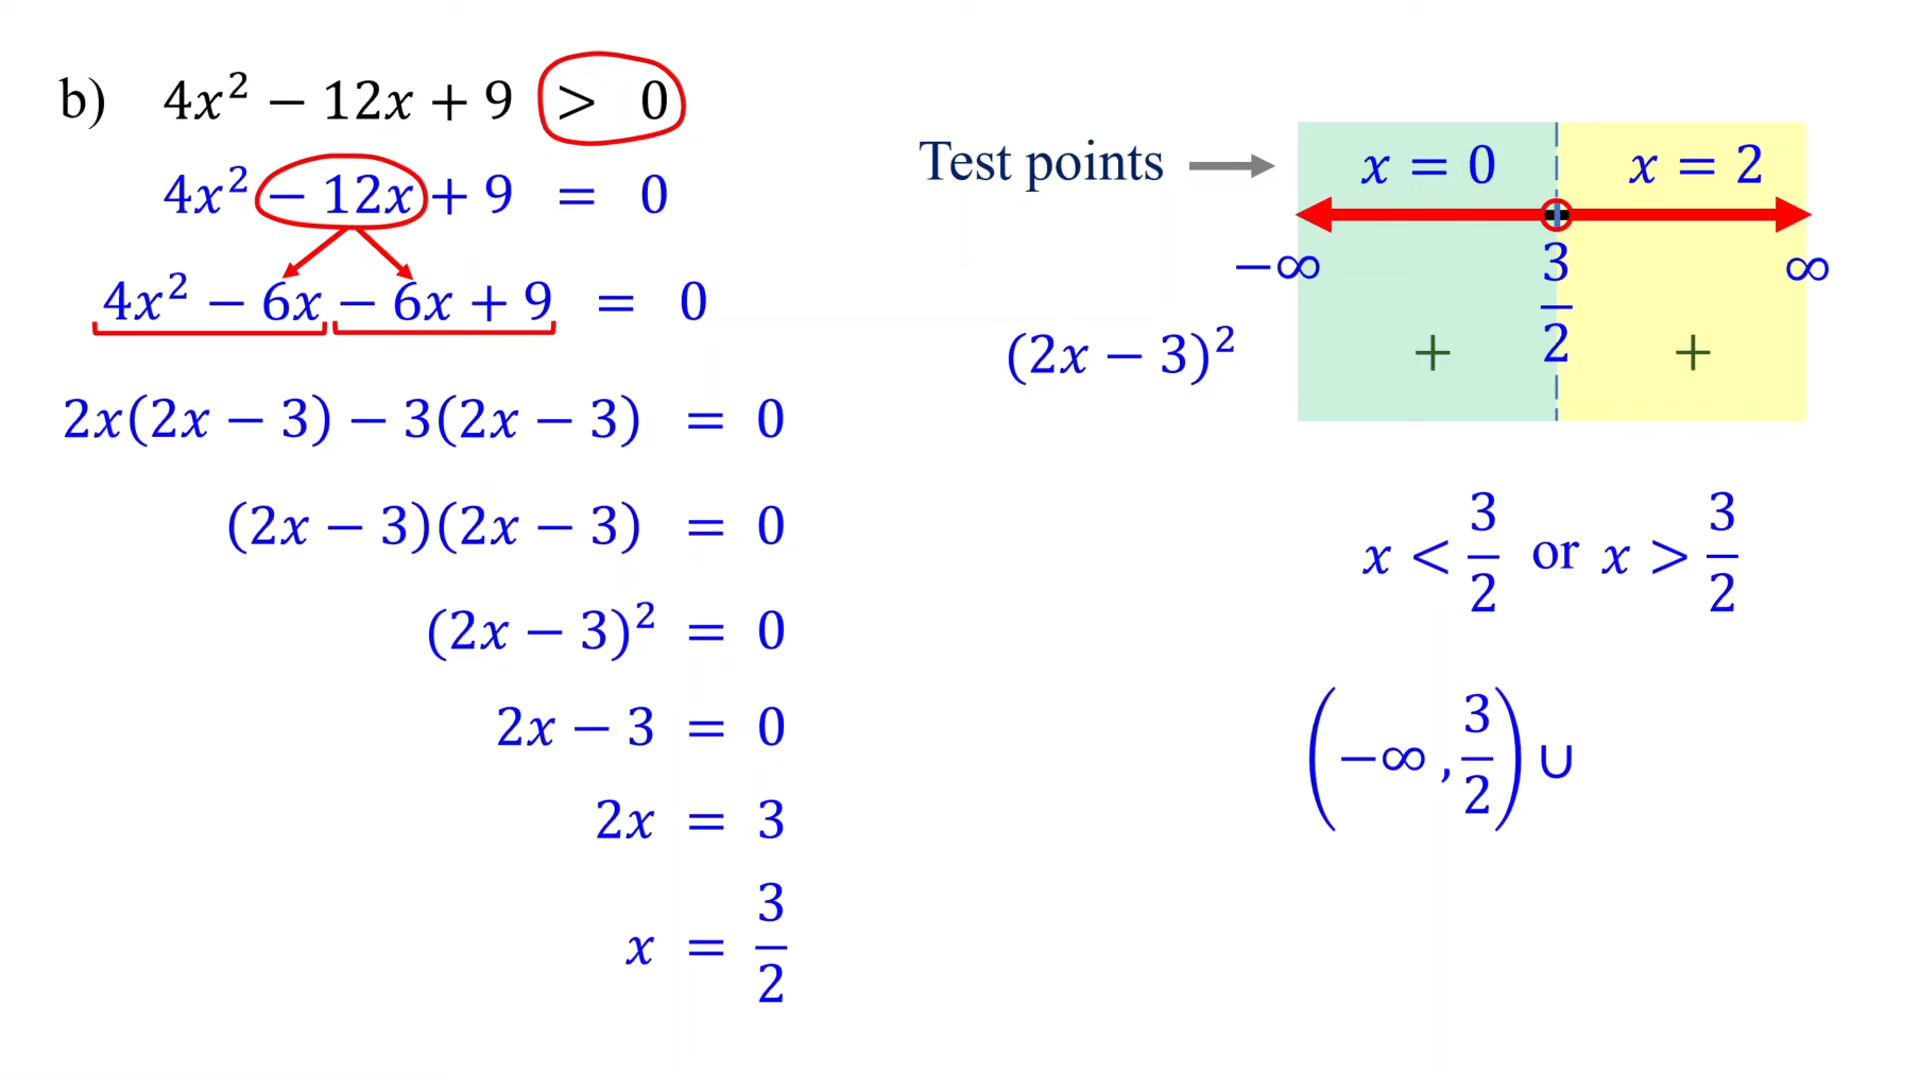 b) 4x² − 12x + 9 > 0
4x² − 12x + 9 = 0
4x² − 6x − 6x + 9 = 0
2x(2x − 3) − 3(2x − 3) = 0
(2x − 3)(2x − 3) = 0
(2x − 3)² = 0
2x − 3 = 0
2x = 3
x = 3/2
Test points → x = 0 x = 2
−∞ 3/2 ∞
(2x − 3)² + +
x < 3/2 or x > 3/2
(−∞ , 3/2) ∪